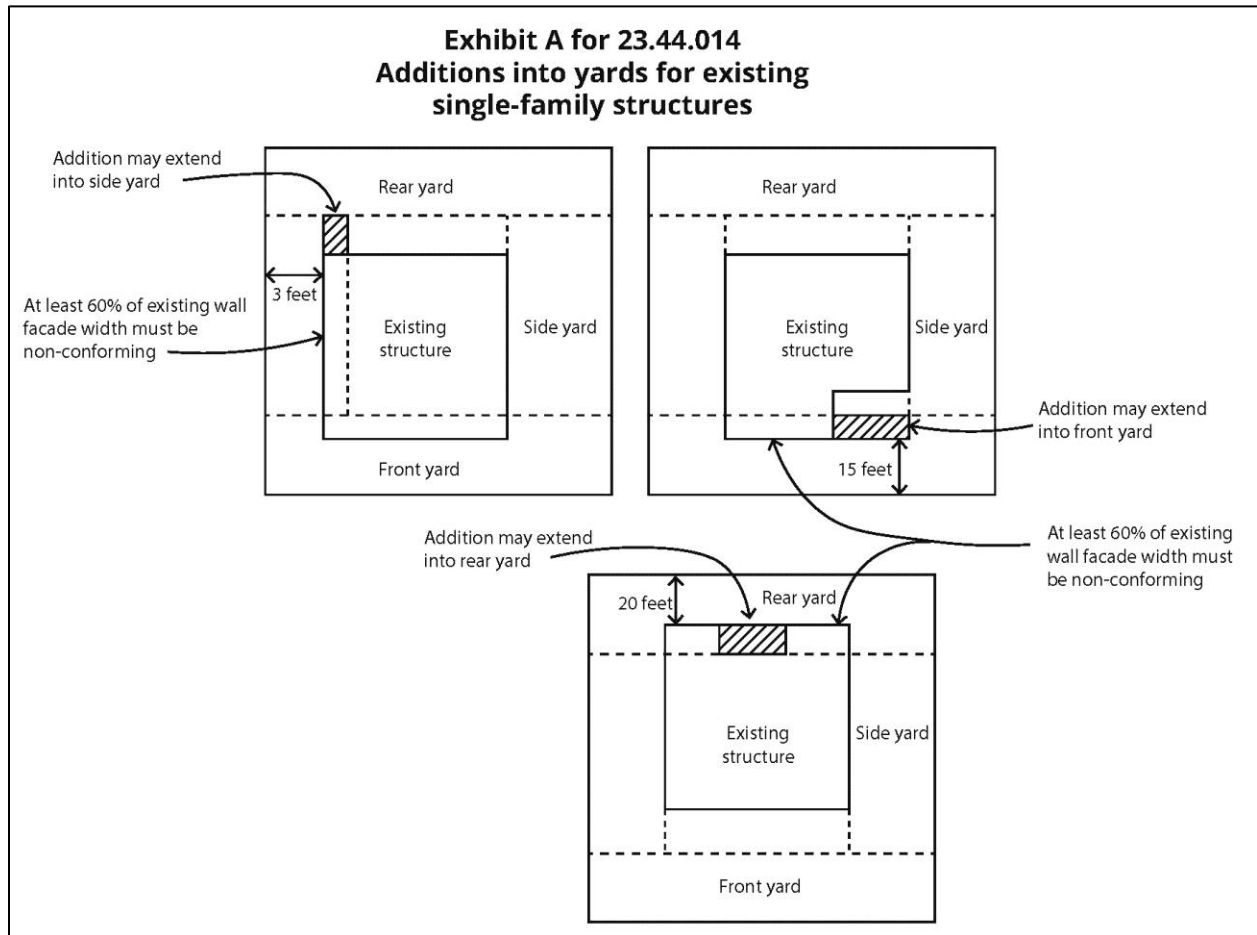 Exhibit A for 23.44.014
Additions into yards for existing
single-family structures
Addition may extend
into side yard
Rear yard
3 feet
At least 60% of existing wall
facade width must be
non-conforming
Existing
structure
Side yard
Front yard
Rear yard
Existing
structure
Side yard
Addition may extend
into front yard
15 feet
At least 60% of existing
wall facade width must
be non-conforming
Addition may extend
into rear yard
20 feet
Rear yard
Existing
structure
Side yard
Front yard